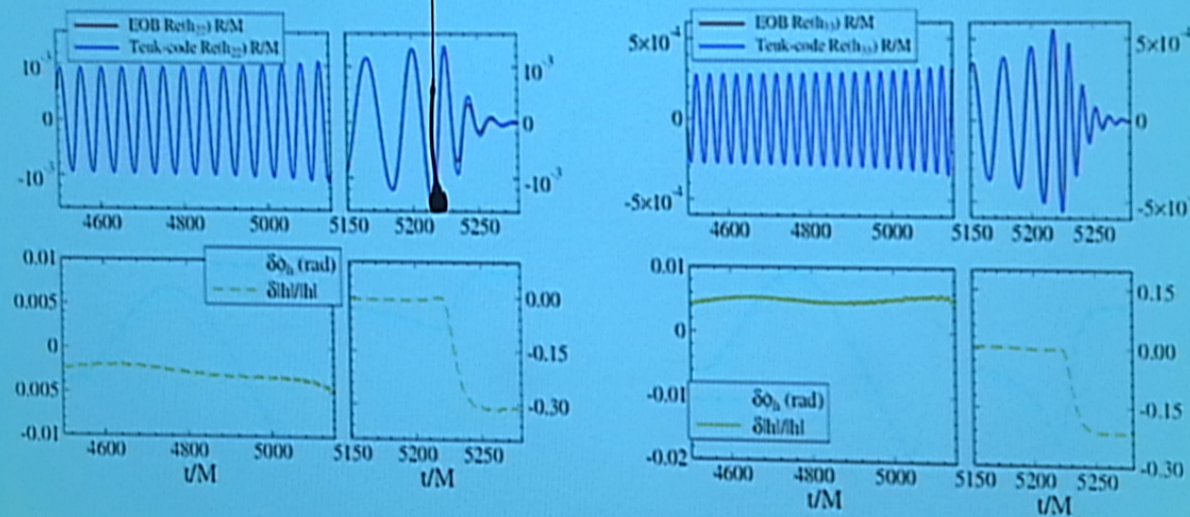 EOB Re(h₂₂) R/M
Teuk-code Re(h₂₂) R/M
10⁻³
0
-10⁻³
4600 4800 5000
5150 5200 5250
10⁻³
0
-10⁻³
EOB Re(h₃₃) R/M
Teuk-code Re(h₃₃) R/M
5×10⁻⁴
0
-5×10⁻⁴
4600 4800 5000
5150 5200 5250
5×10⁻⁴
0
-5×10
δϕₕ (rad)
δ|h|/|h|
0.01
0.005
0
0.005
-0.01
4600 4800 5000
t/M
5150 5200 5250
t/M
0.00
-0.15
-0.30
δϕₕ (rad)
δ|h|/|h|
0.01
0
-0.01
-0.02
4600 4800 5000
t/M
5150 5200 5250
t/M
0.15
0.00
-0.15
-0.30